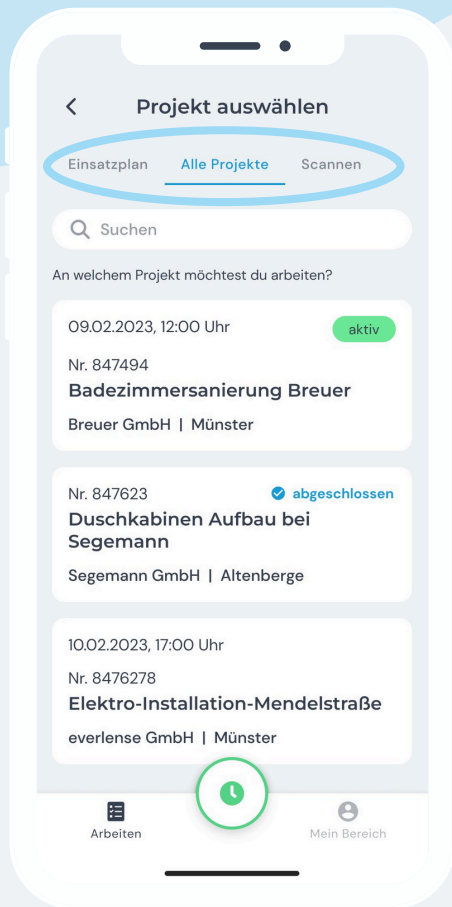 Projekt auswählen
Einsatzplan Alle Projekte Scannen
Suchen
An welchem Projekt möchtest du arbeiten?
09.02.2023, 12:00 Uhr aktiv
Nr. 847494
Badezimmersanierung Breuer
Breuer GmbH | Münster
Nr. 847623 abgeschlossen
Duschkabinen Aufbau bei
Segemann
Segemann GmbH | Altenberge
10.02.2023, 17:00 Uhr
Nr. 8476278
Elektro-Installation-Mendelstraße
everlense GmbH | Münster
Arbeiten Mein Bereich